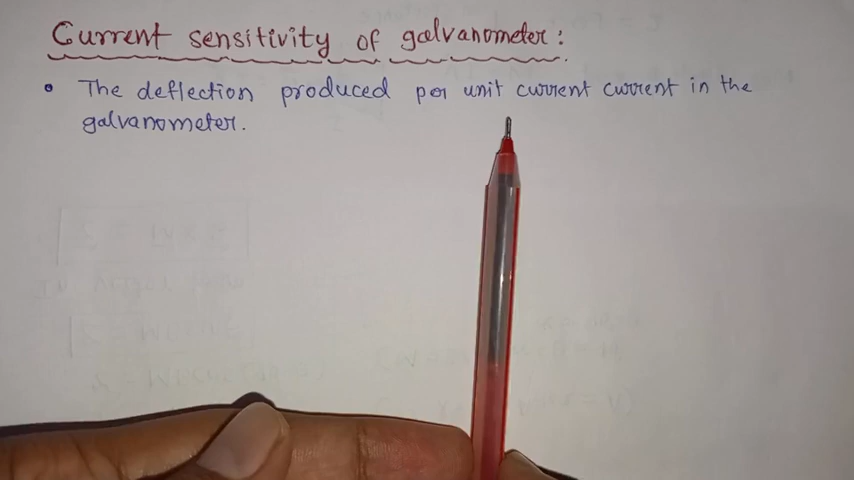 Current sensitivity of galvanometer:
• The deflection produced per unit current current in the
galvanometer.